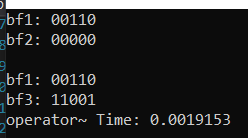 bf1: 00110
bf2: 00000
bf1: 00110
bf3: 11001
operator~ Time: 0.0019153